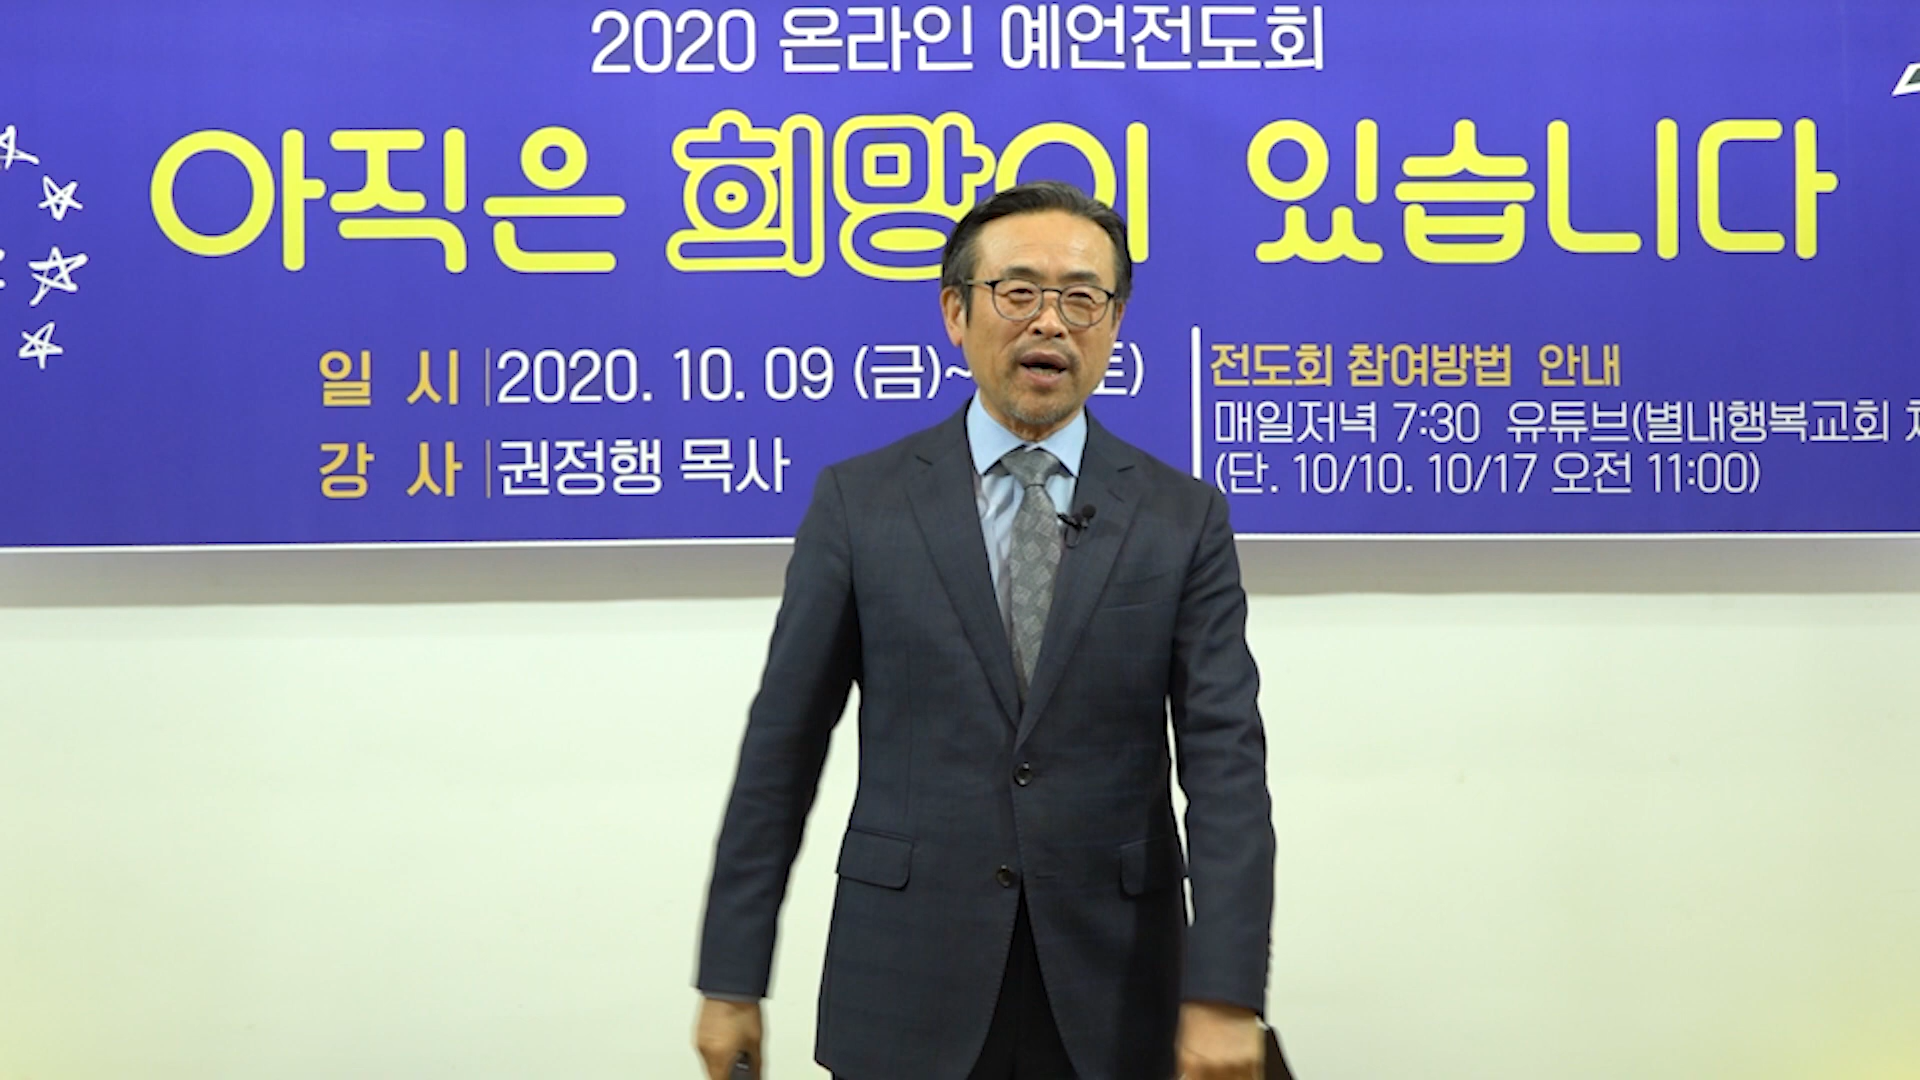 2020 온라인 예언전도회
아직은 희망이 있습니다
일 시 2020. 10. 09 (금)~
강 사 권정행 목사
전도회 참여방법 안내
매일저녁 7:30 유튜브(별내행복교회
(단. 10/10. 10/17 오전 11:00)